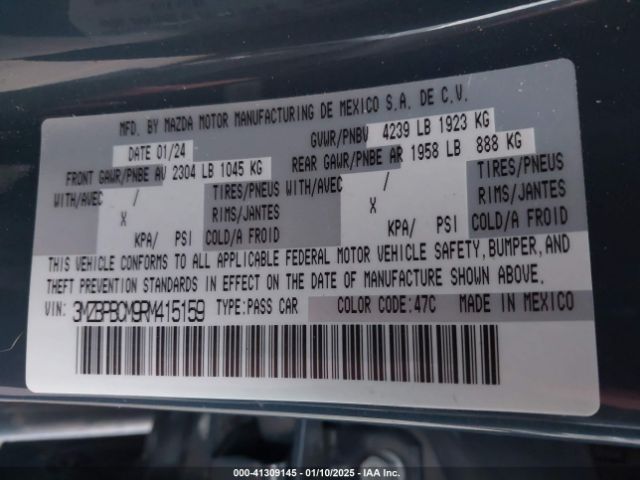 MFD. BY MAZDA MOTOR MANUFACTURING DE MEXICO S.A. DE C.V.
DATE 01/24 GVWR/PNBV 4239 LB 1923 KG
FRONT GAWR/PNBE AV 2304 LB 1045 KG REAR GAWR/PNBE AR 1958 LB 888 KG
WITH/AVEC / TIRES/PNEUS WITH/AVEC / TIRES/PNEUS
X RIMS/JANTES X RIMS/JANTES
KPA/ PSI COLD/A FROID KPA/ PSI COLD/A FROID
THIS VEHICLE CONFORMS TO ALL APPLICABLE FEDERAL MOTOR VEHICLE SAFETY, BUMPER, AND
THEFT PREVENTION STANDARDS IN EFFECT ON THE DATE OF MANUFACTURE SHOWN ABOVE.
VIN: 3MZBPBCM9RM415159 TYPE:PASS CAR COLOR CODE:47C MADE IN MEXICO
000-41309145 - 01/10/2025 - IAA Inc.